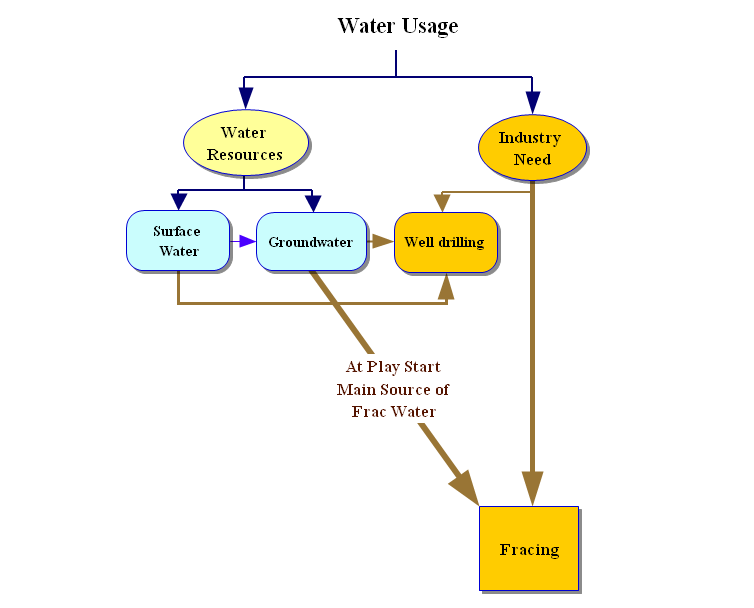 Water Usage
Water
Resources
Industry
Need
Surface
Water
Groundwater
Well drilling
At Play Start
Main Source of
Frac Water
Fracing